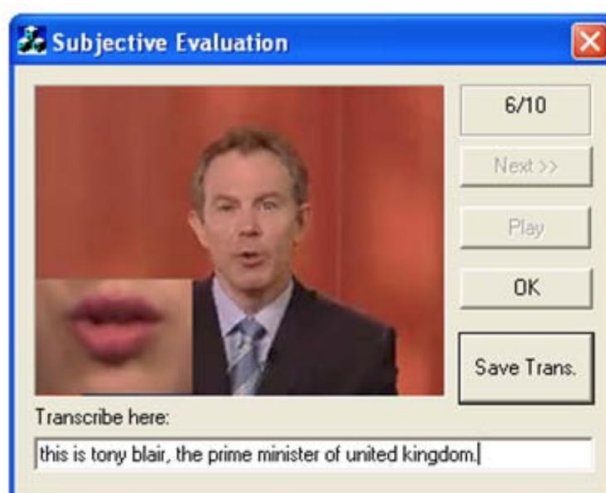 Subjective Evaluation
6/10
Next >>
Play
OK
Save Trans.
Transcribe here:
this is tony blair, the prime minister of united kingdom.